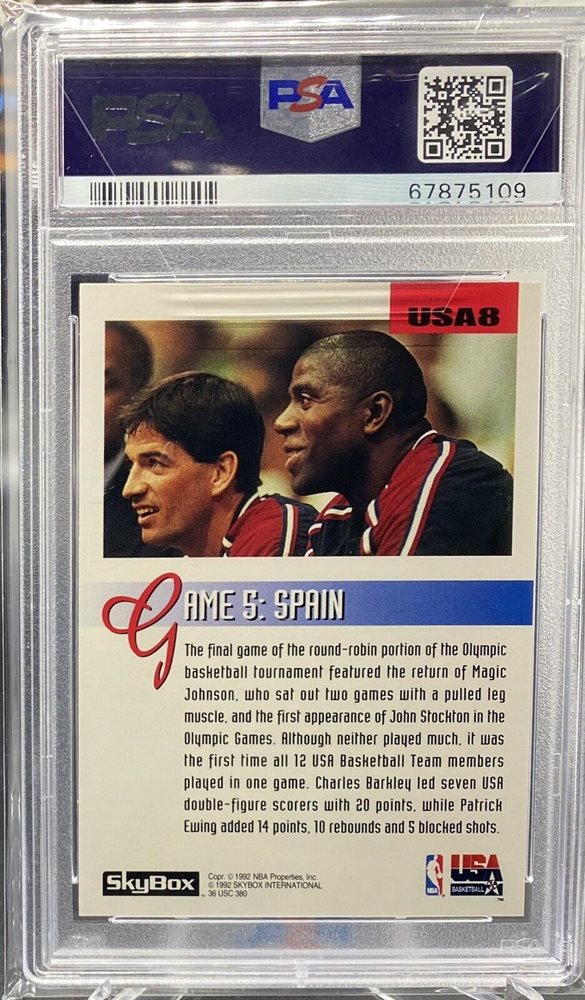 PSA
PSA
67875109
USA8
GAME 5: SPAIN
The final game of the round-robin portion of the Olympic
basketball tournament featured the return of Magic
Johnson, who sat out two games with a pulled leg
muscle, and the first appearance of John Stockton in the
Olympic Games. Although neither played much, it was
the first time all 12 USA Basketball Team members
played in one game. Charles Barkley led seven USA
double-figure scorers with 20 points, while Patrick
Ewing added 14 points, 10 rebounds and 5 blocked shots.
SkyBox
Copr. © 1992 NBA Properties, Inc.
© 1992 SKYBOX INTERNATIONAL
36 USC 380
NBA
USA
BASKETBALL
TM
PSA